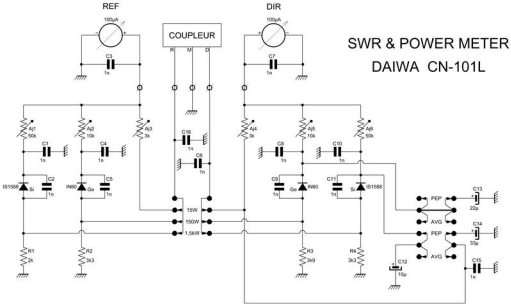 REF
DIR
100µA
COUPLEUR
100µA
SWR & POWER METER
DAIWA CN-101L
R M D
C3
1n
C7
1n
Aj1
50k
Aj2
10k
Aj3
3k
C16
1n
Aj4
3k
Aj5
10k
Aj6
50k
C1
1n
C4
1n
C6
1n
C8
1n
C10
1n
IS1588
Si
C2
1n
IN60
Ge
C5
1n
C9
1n
Ge
IN60
C11
1n
Si
IS1588
15W
150W
1,5kW
PEP
AVG
PEP
AVG
C13
22µ
C14
33µ
C12
10µ
C15
1n
R1
2k
R2
3k3
R3
3k9
R4
3k3